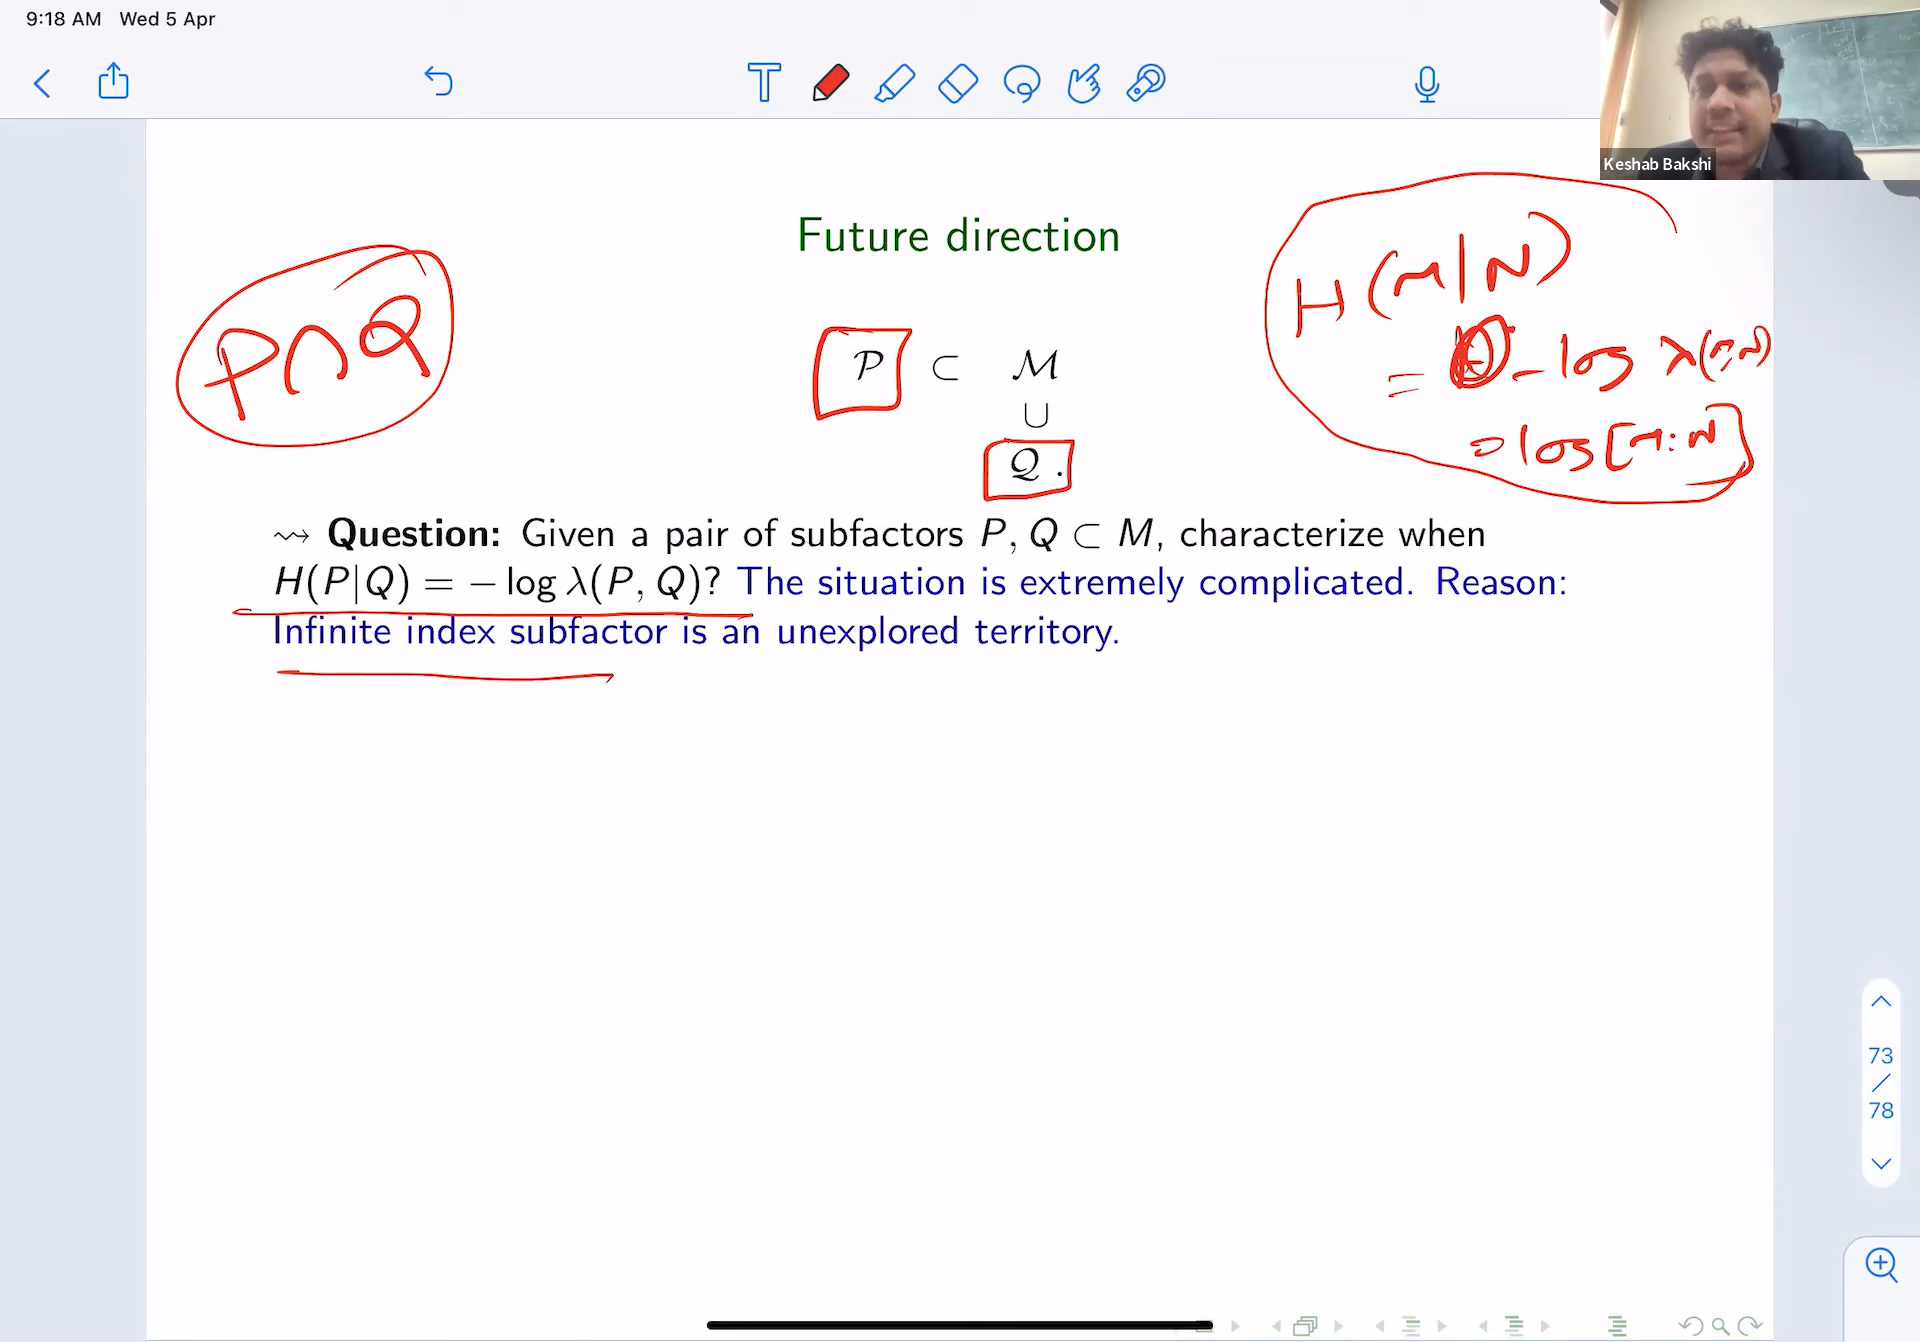 9:18 AM Wed 5 Apr
Keshab Bakshi
Future direction
P∩Q
H(M|N)
= - log λ(M,N)
= log[M:N]
P ⊂ M
∪
Q .
⇝ Question: Given a pair of subfactors P, Q ⊂ M, characterize when
H(P|Q) = − log λ(P, Q)? The situation is extremely complicated. Reason:
Infinite index subfactor is an unexplored territory.
73
/
78